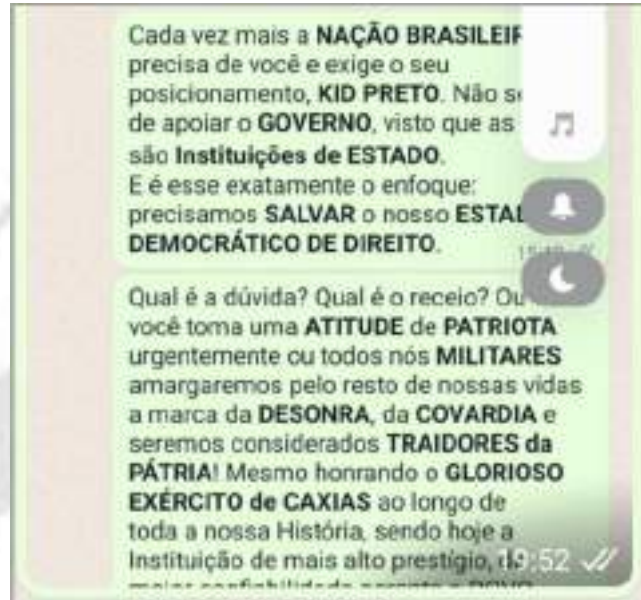 Cada vez mais a NAÇÃO
precisa de você e exige o seu
posicionamento, KID PRETO. Não
de apoiar o GOVERNO, visto que as
são Instituições de ESTADO.
E é esse exatamente o enfoque:
precisamos SALVAR o nosso
DEMOCRÁTICO DE DIREITO.
Qual é a dúvida? Qual é o receio? Ou
você toma uma ATITUDE de PATRIOTA
urgentemente ou todos nós MILITARES
amargaremos pelo resto de nossas vidas
a marca da DESONRA, da COVARDIA e
seremos considerados TRAIDORES da
PÁTRIA! Mesmo honrando o GLORIOSO
EXÉRCITO de CAXIAS ao longo de
toda a nossa História, sendo hoje a
Instituição de mais alto prestígio,
19:52